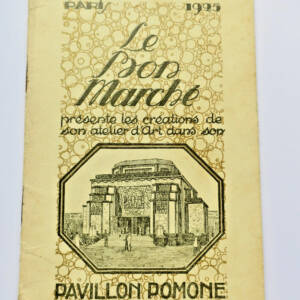 PARIS 1925
Le
Bon
Marché
présente les créations de
son atelier d'Art dans son
PAVILLON POMONE